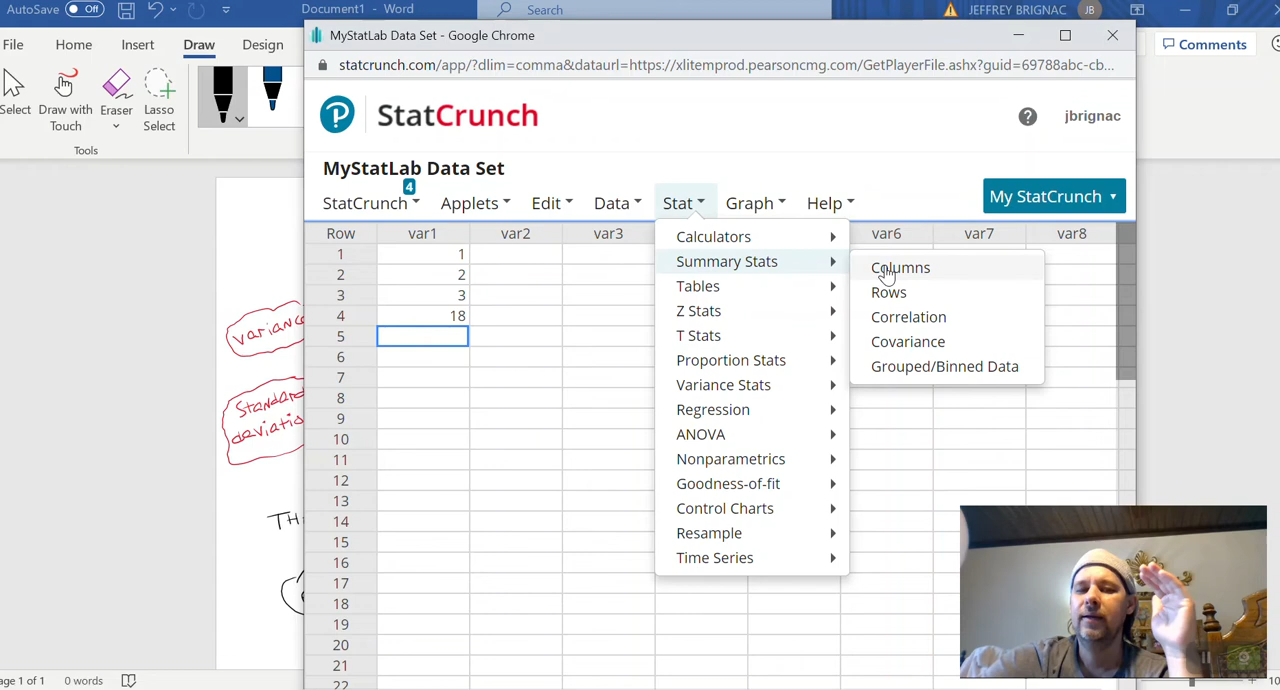 AutoSave Off Document1 - Word Search JEFFREY BRIGNAC JB
File Home Insert Draw Design Comments
Select Draw with Touch Eraser Lasso Select
Tools
MyStatLab Data Set - Google Chrome
statcrunch.com/app/?dlim=comma&dataurl=https://xlitemprod.pearsoncmg.com/GetPlayerFile.ashx?guid=69788abc-cb...
P StatCrunch ? jbrignac
MyStatLab Data Set
4
StatCrunch Applets Edit Data Stat Graph Help My StatCrunch
Row var1 var2 var3 var6 var7 var8
1 1
2 2
3 3
4 18
5
6
7
8
9
10
11
12
13
14
15
16
17
18
19
20
21
22
Calculators
Summary Stats
Tables
Z Stats
T Stats
Proportion Stats
Variance Stats
Regression
ANOVA
Nonparametrics
Goodness-of-fit
Control Charts
Resample
Time Series
Columns
Rows
Correlation
Covariance
Grouped/Binned Data
varianc
Standar
deviatio
TH
age 1 of 1 0 words